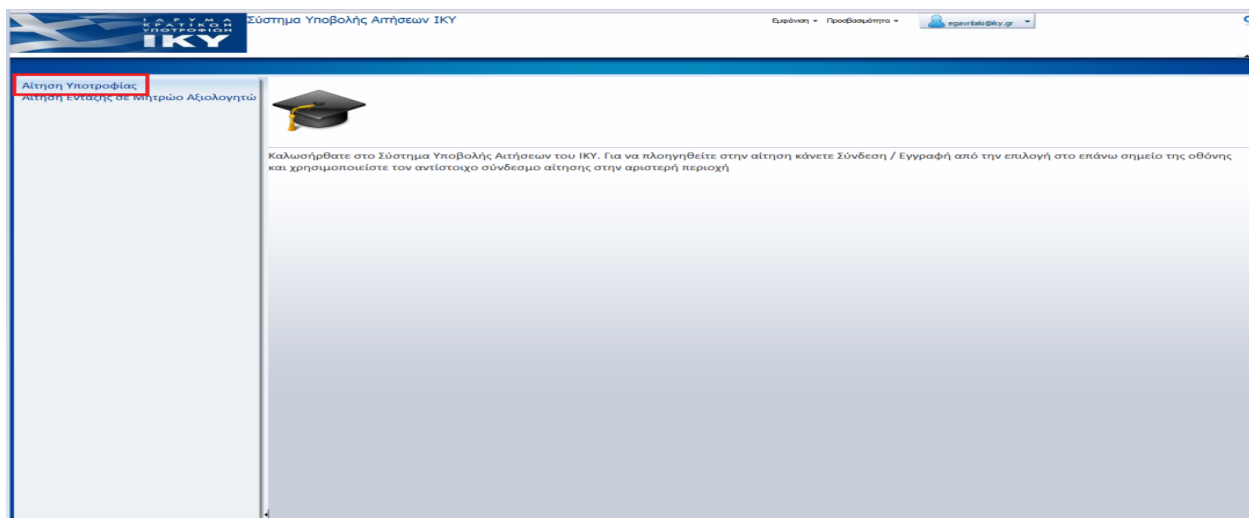 ΙΔΡΥΜΑ
ΚΡΑΤΙΚΩΝ
ΥΠΟΤΡΟΦΙΩΝ
ΙΚΥ
Σύστημα Υποβολής Αιτήσεων ΙΚΥ
Εμφάνιση Προσβασιμότητα egavrilaki@iky.gr
Αίτηση Υποτροφίας
Αίτηση Ένταξης σε Μητρώο Αξιολογητώ
Καλωσήρθατε στο Σύστημα Υποβολής Αιτήσεων του ΙΚΥ. Για να πλοηγηθείτε στην αίτηση κάνετε Σύνδεση / Εγγραφή από την επιλογή στο επάνω σημείο της οθόνης
και χρησιμοποιείστε τον αντίστοιχο σύνδεσμο αίτησης στην αριστερή περιοχή